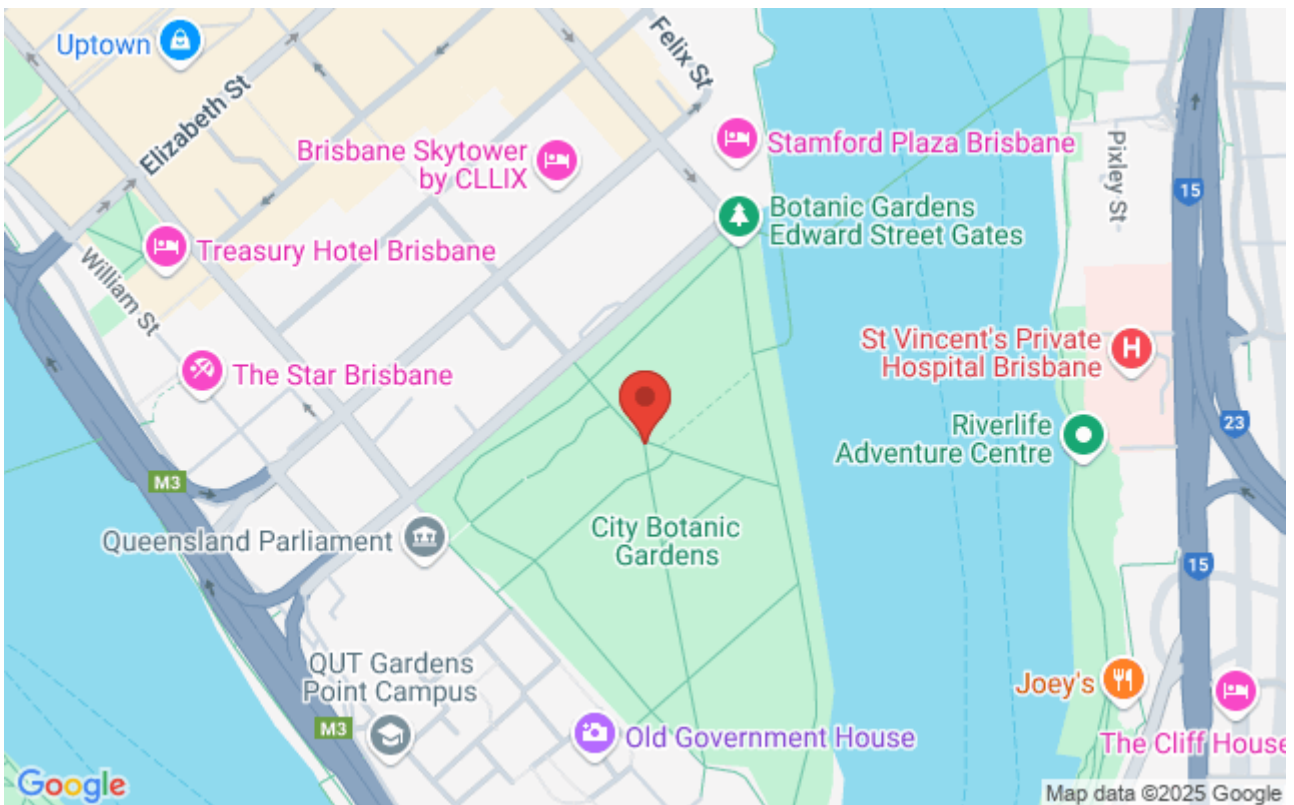 Uptown
Elizabeth St
Felix St
Brisbane Skytower
by CLLIX
Stamford Plaza Brisbane
Pixley St
15
Botanic Gardens
Edward Street Gates
Treasury Hotel Brisbane
William St
St Vincent's Private
Hospital Brisbane
H
The Star Brisbane
Riverlife
Adventure Centre
23
M3
Queensland Parliament
City Botanic
Gardens
15
QUT Gardens
Point Campus
Joey's
M3
Old Government House
The Cliff House
Google
Map data ©2025 Google